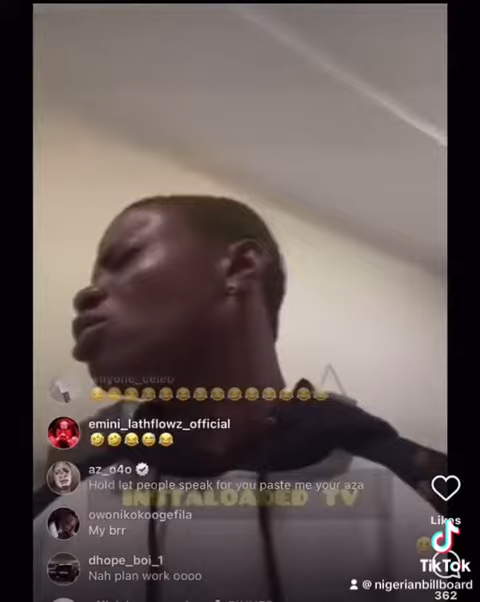 emini_lathflowz_official
🤣🤣😂😅😂
az_o4o
Hold let people speak for you paste me your aza
INSTALOADED TV
owonikokoogefila
My brr
dhope_boi_1
Nah plan work oooo
Likes
TikTok
@nigerianbillboard
362